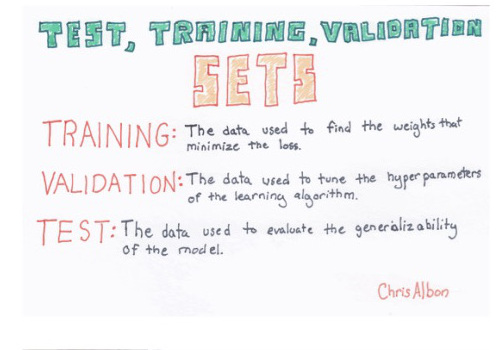 TEST, TRAINING, VALIDATION
SETS
TRAINING: The data used to find the weights that
minimize the loss.
VALIDATION: The data used to tune the hyperparameters
of the learning algorithm.
TEST: The data used to evaluate the generalizability
of the model.
Chris Albon